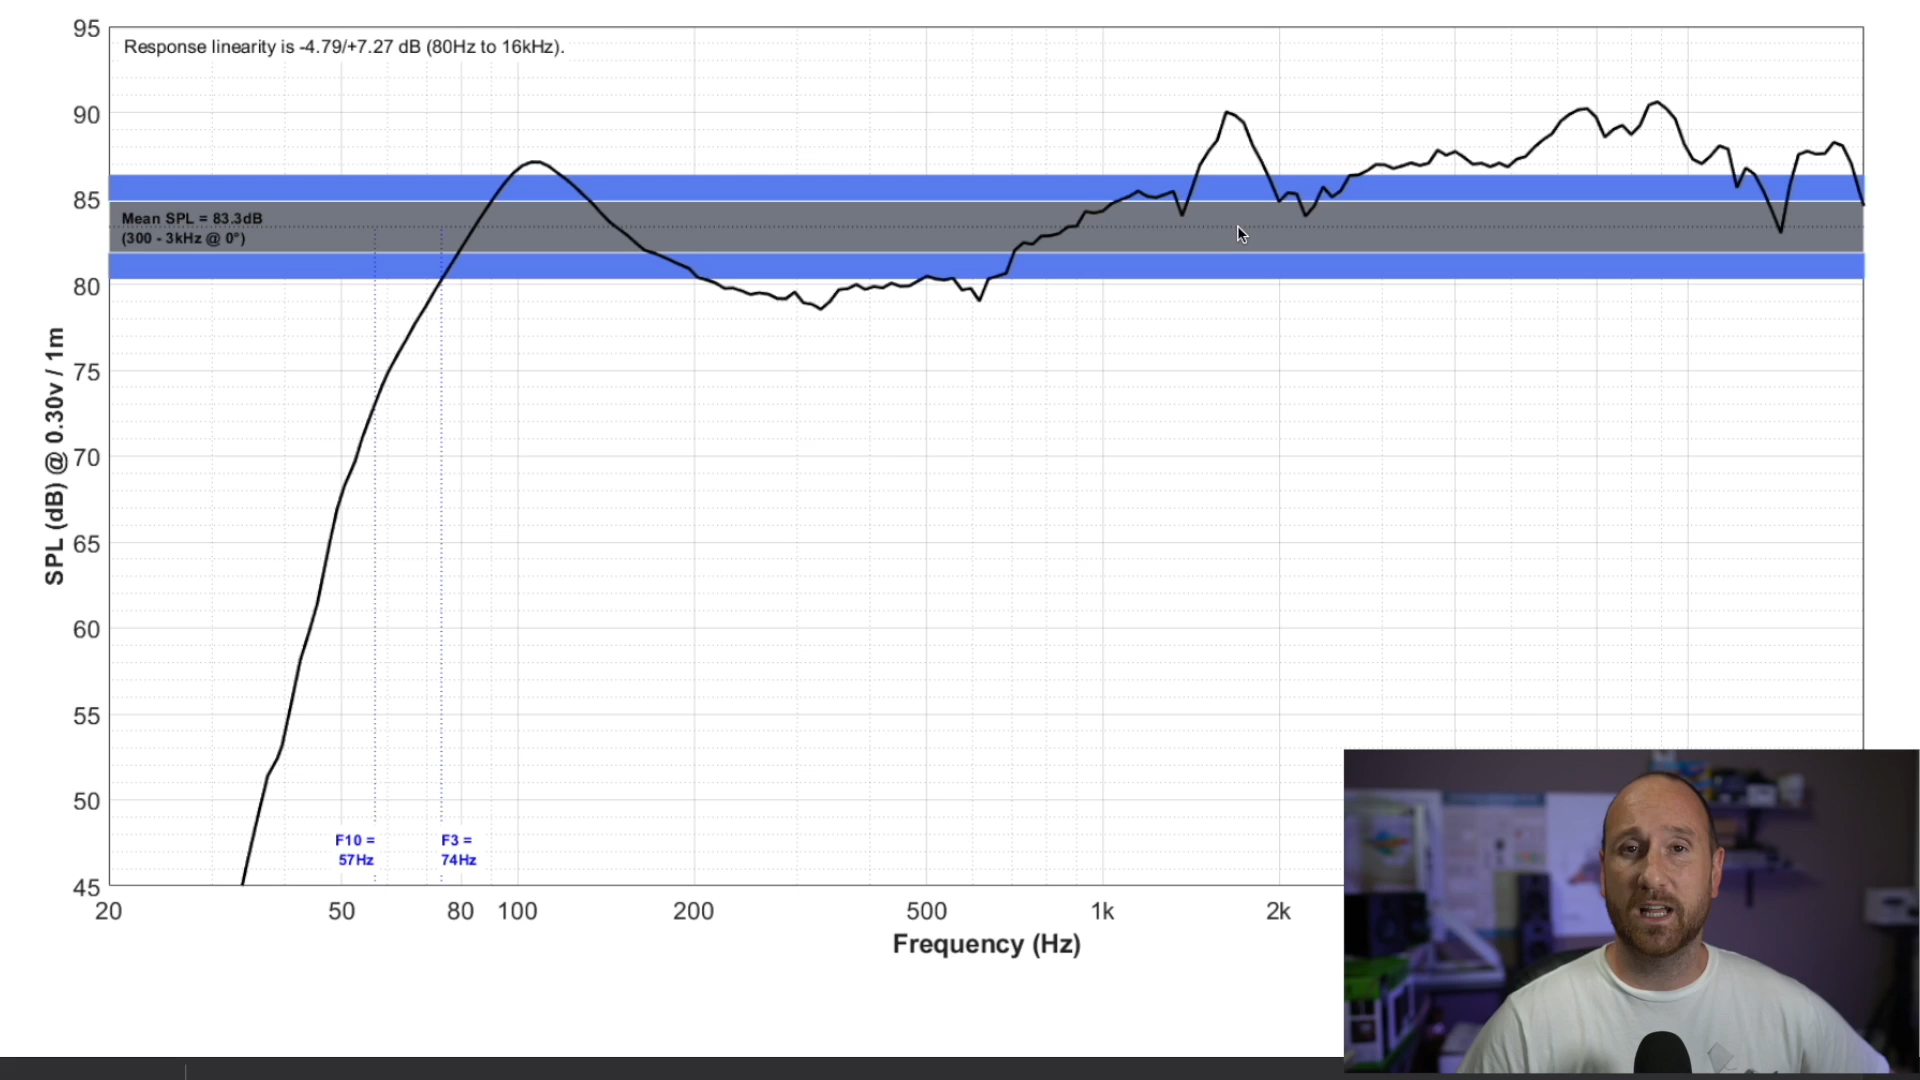 95
Response linearity is -4.79/+7.27 dB (80Hz to 16kHz).
90
85
Mean SPL = 83.3dB
(300 - 3kHz @ 0°)
80
75
70
65
60
55
50
45
SPL (dB) @ 0.30v / 1m
F10 =
57Hz
F3 =
74Hz
20 50 80 100 200 500 1k 2k
Frequency (Hz)